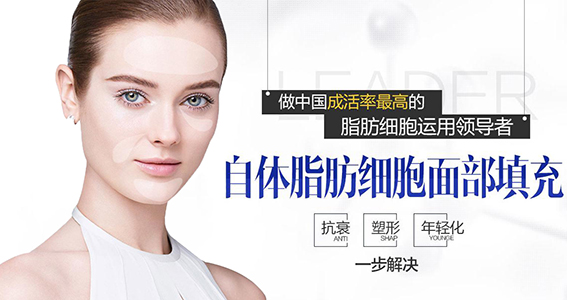 LEADER
做中国成活率最高的
脂肪细胞运用领导者
自体脂肪细胞面部填充
抗衰 塑形 年轻化
ANTI SHAP YOUNGE
一步解决